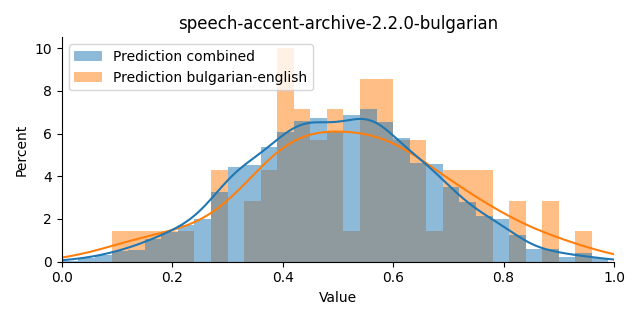 speech-accent-archive-2.2.0-bulgarian
Prediction combined
Prediction bulgarian-english
Percent
10
8
6
4
2
0
0.0 0.2 0.4 0.6 0.8 1.0
Value